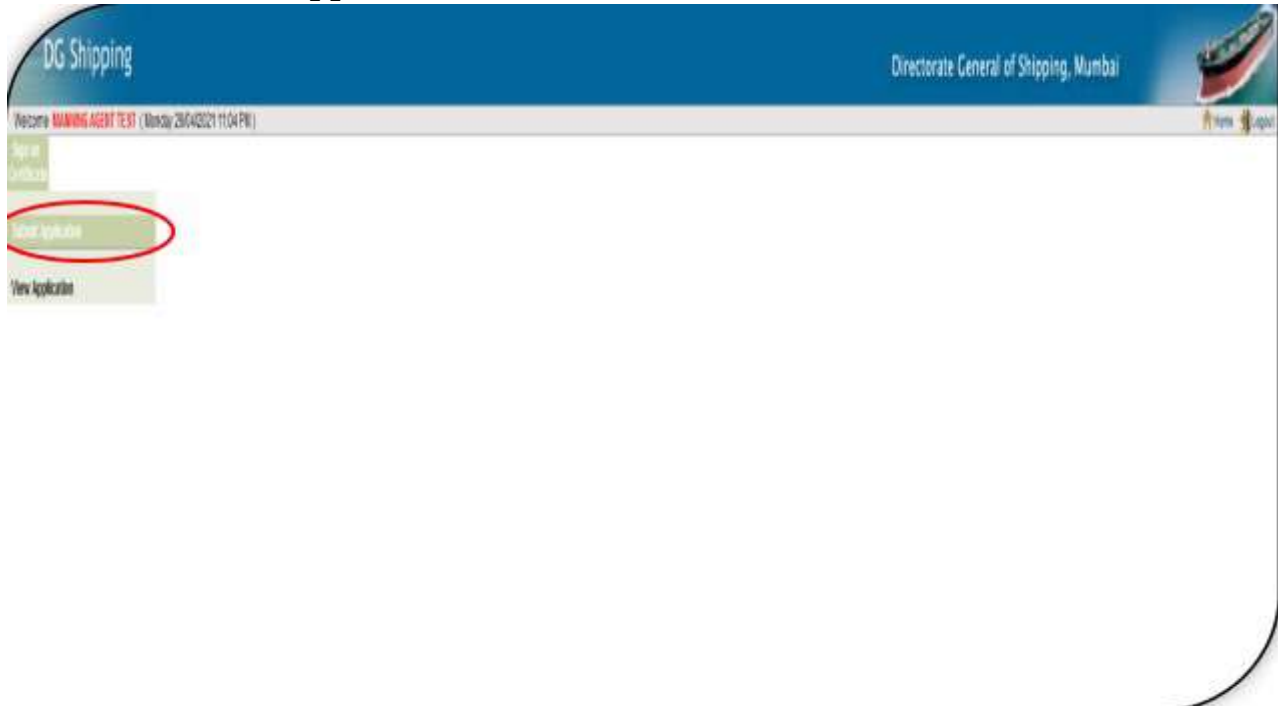 DG Shipping
Directorate General of Shipping, Mumbai
Welcome MANNING AGENT TEST ( Monday 26/04/2021 11:04 PM )
Home Logout
Sign on
Certificate
Submit Application
View Application